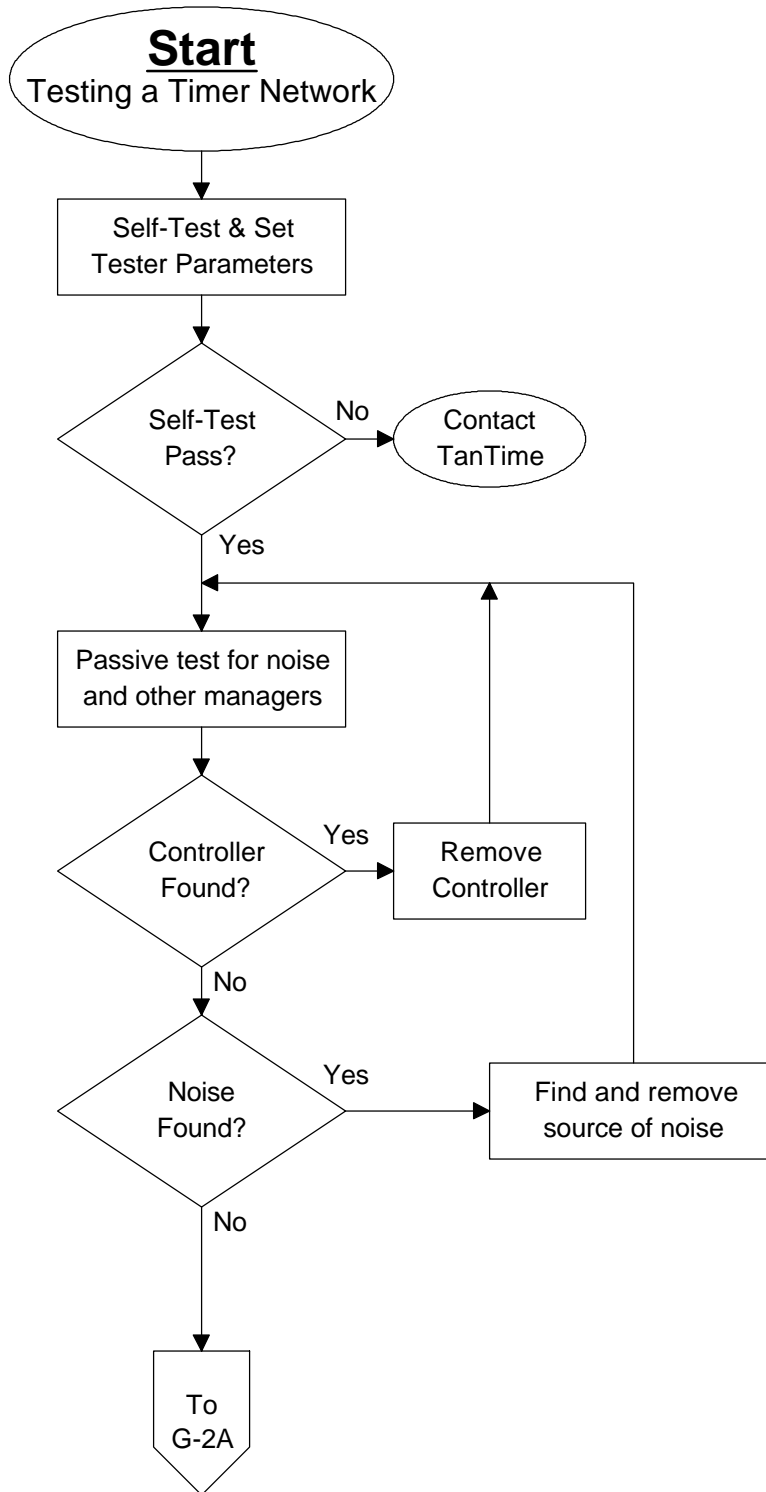 Start
Testing a Timer Network
Self-Test & Set
Tester Parameters
Self-Test
Pass?
No
Contact
TanTime
Yes
Passive test for noise
and other managers
Controller
Found?
Yes
Remove
Controller
No
Noise
Found?
Yes
Find and remove
source of noise
No
To
G-2A